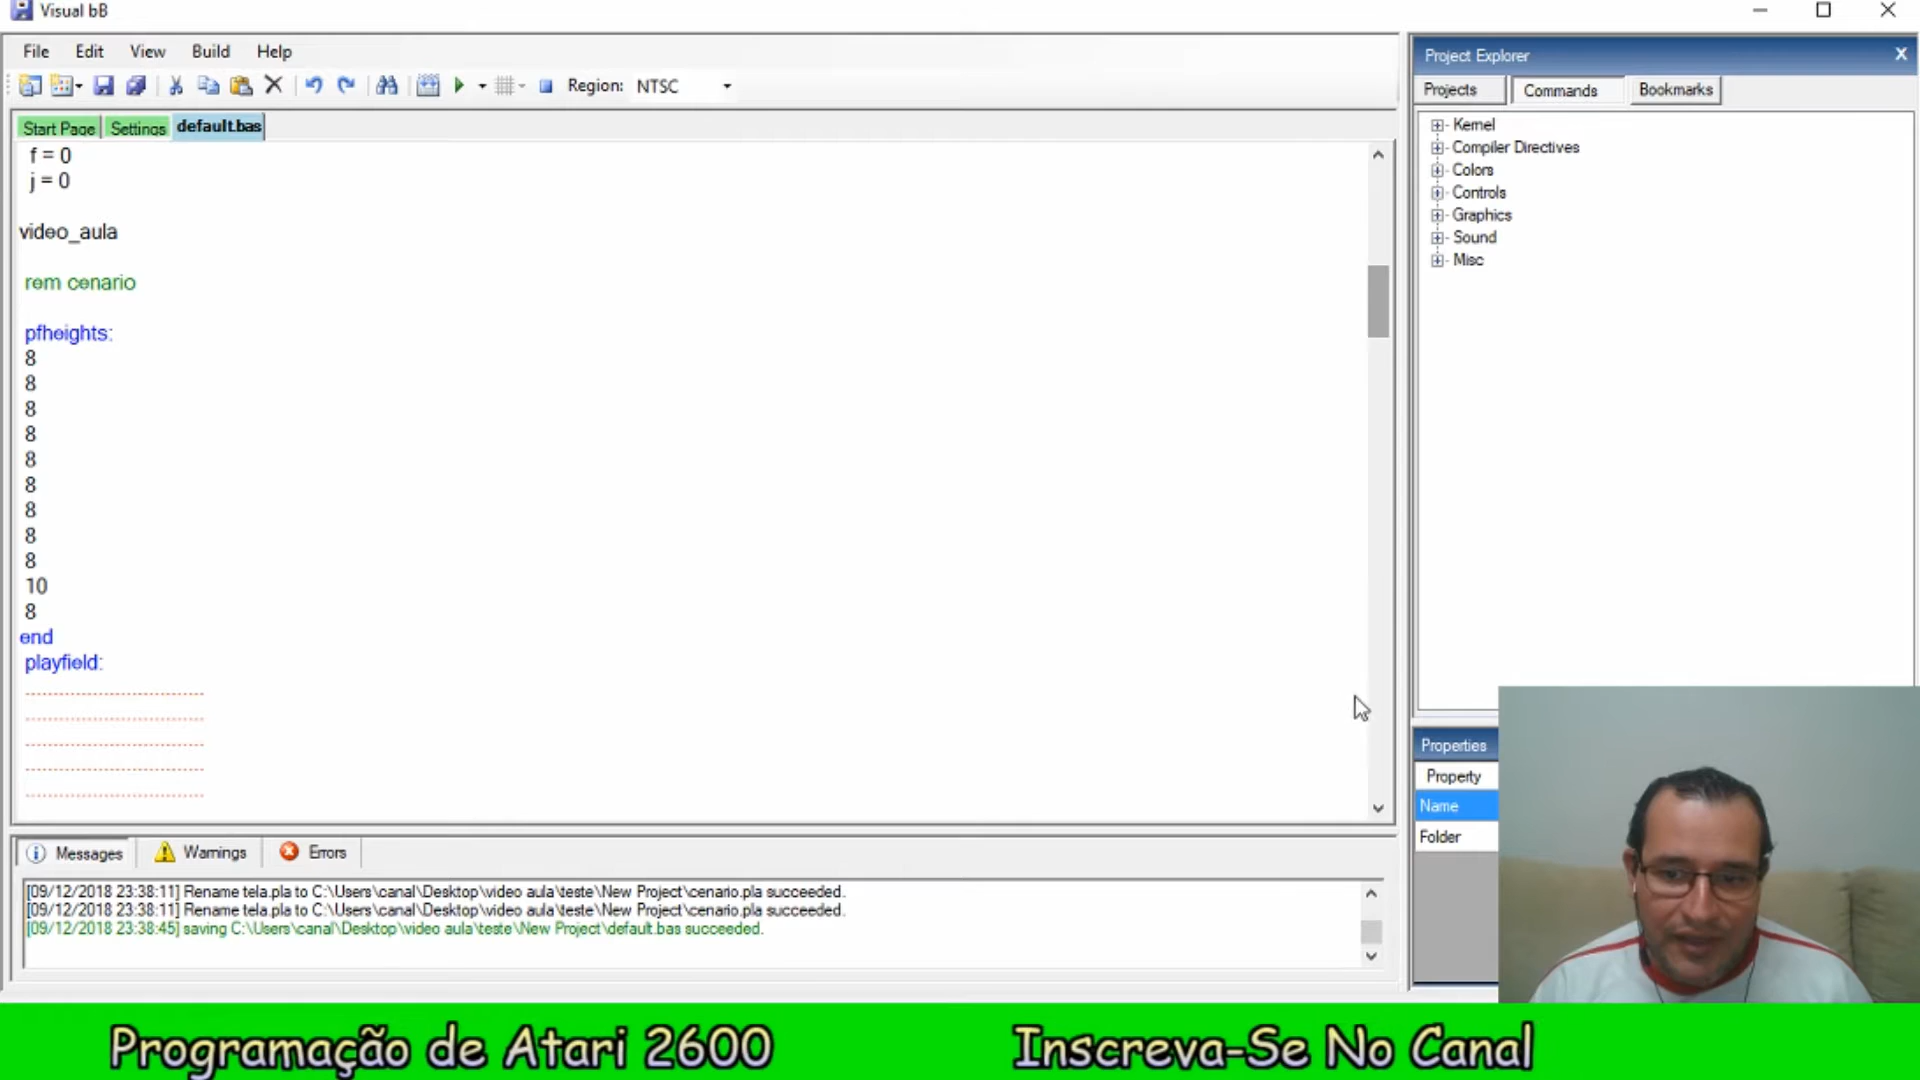 Visual bB
File Edit View Build Help
Region: NTSC
Start Page Settings default.bas
f = 0
j = 0
video_aula
rem cenario
pfheights:
8
8
8
8
8
8
8
8
8
10
8
end
playfield:
................................
................................
................................
................................
................................
Messages Warnings Errors
[09/12/2018 23:38:11] Rename tela.pla to C:\Users\canal\Desktop\video aula\teste\New Project\cenario.pla succeeded.
[09/12/2018 23:38:11] Rename tela.pla to C:\Users\canal\Desktop\video aula\teste\New Project\cenario.pla succeeded.
[09/12/2018 23:38:45] saving C:\Users\canal\Desktop\video aula\teste\New Project\default.bas succeeded.
Project Explorer X
Projects Commands Bookmarks
Kernel
Compiler Directives
Colors
Controls
Graphics
Sound
Misc
Properties
Property
Name
Folder
Programação de Atari 2600 Inscreva-Se No Canal